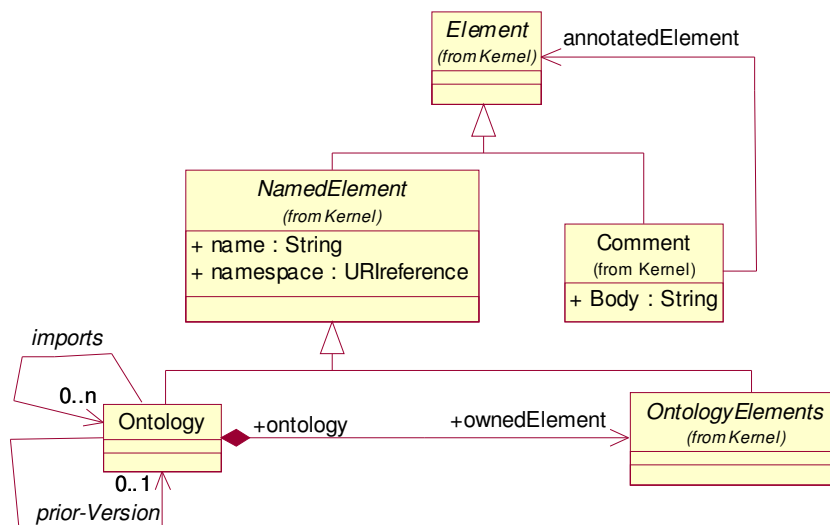 Element
(from Kernel)
annotatedElement
NamedElement
(from Kernel)
+ name : String
+ namespace : URIreference
Comment
(from Kernel)
+ Body : String
imports
0..n
Ontology
+ontology
+ownedElement
OntologyElements
(from Kernel)
0..1
prior-Version